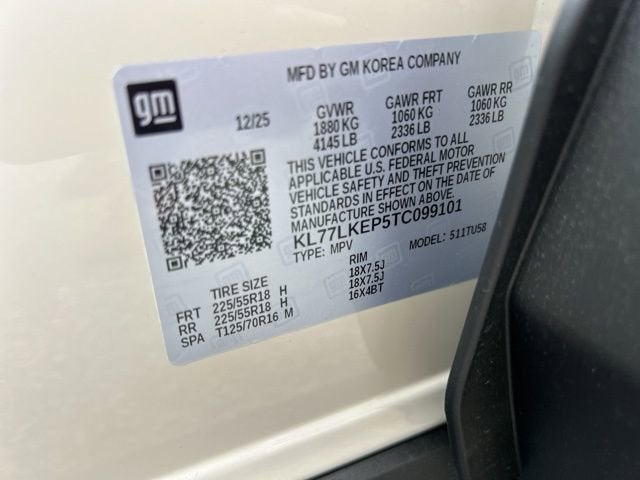 MFD BY GM KOREA COMPANY
gm
12/25
GVWR GAWR FRT GAWR RR
1880 KG 1060 KG 1060 KG
4145 LB 2336 LB 2336 LB
THIS VEHICLE CONFORMS TO ALL
APPLICABLE U.S. FEDERAL MOTOR
VEHICLE SAFETY AND THEFT PREVENTION
STANDARDS IN EFFECT ON THE DATE OF
MANUFACTURE SHOWN ABOVE.
KL77LKEP5TC099101
TYPE: MPV MODEL: 511TU58
TIRE SIZE RIM
FRT 225/55R18 H 18X7.5J
RR 225/55R18 H 18X7.5J
SPA T125/70R16 M 16X4BT